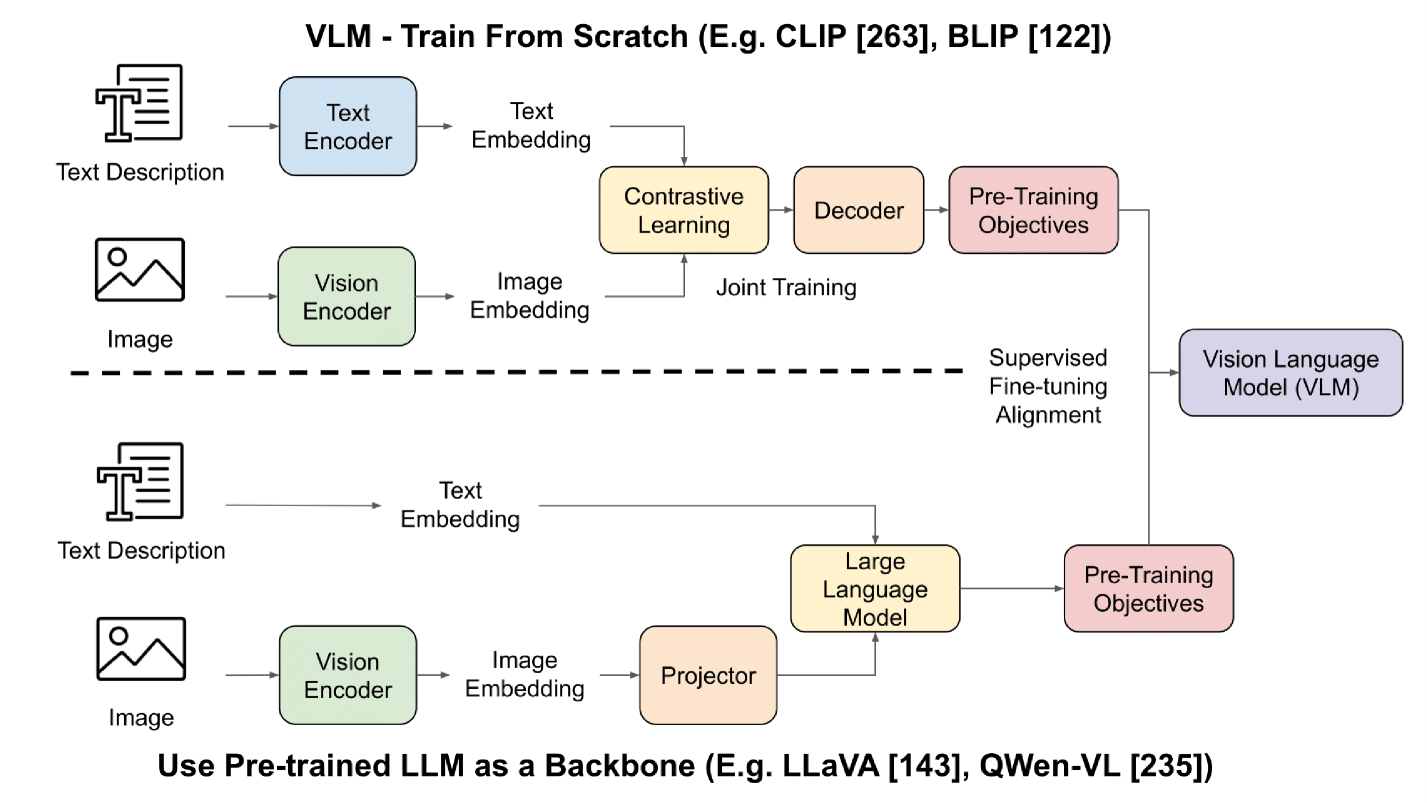 VLM - Train From Scratch (E.g. CLIP [263], BLIP [122])
Text Description
Text
Encoder
Text
Embedding
Image
Vision
Encoder
Image
Embedding
Contrastive
Learning
Joint Training
Decoder
Pre-Training
Objectives
Supervised
Fine-tuning
Alignment
Vision Language
Model (VLM)
Text Description
Text
Embedding
Image
Vision
Encoder
Image
Embedding
Projector
Large
Language
Model
Pre-Training
Objectives
Use Pre-trained LLM as a Backbone (E.g. LLaVA [143], QWen-VL [235])